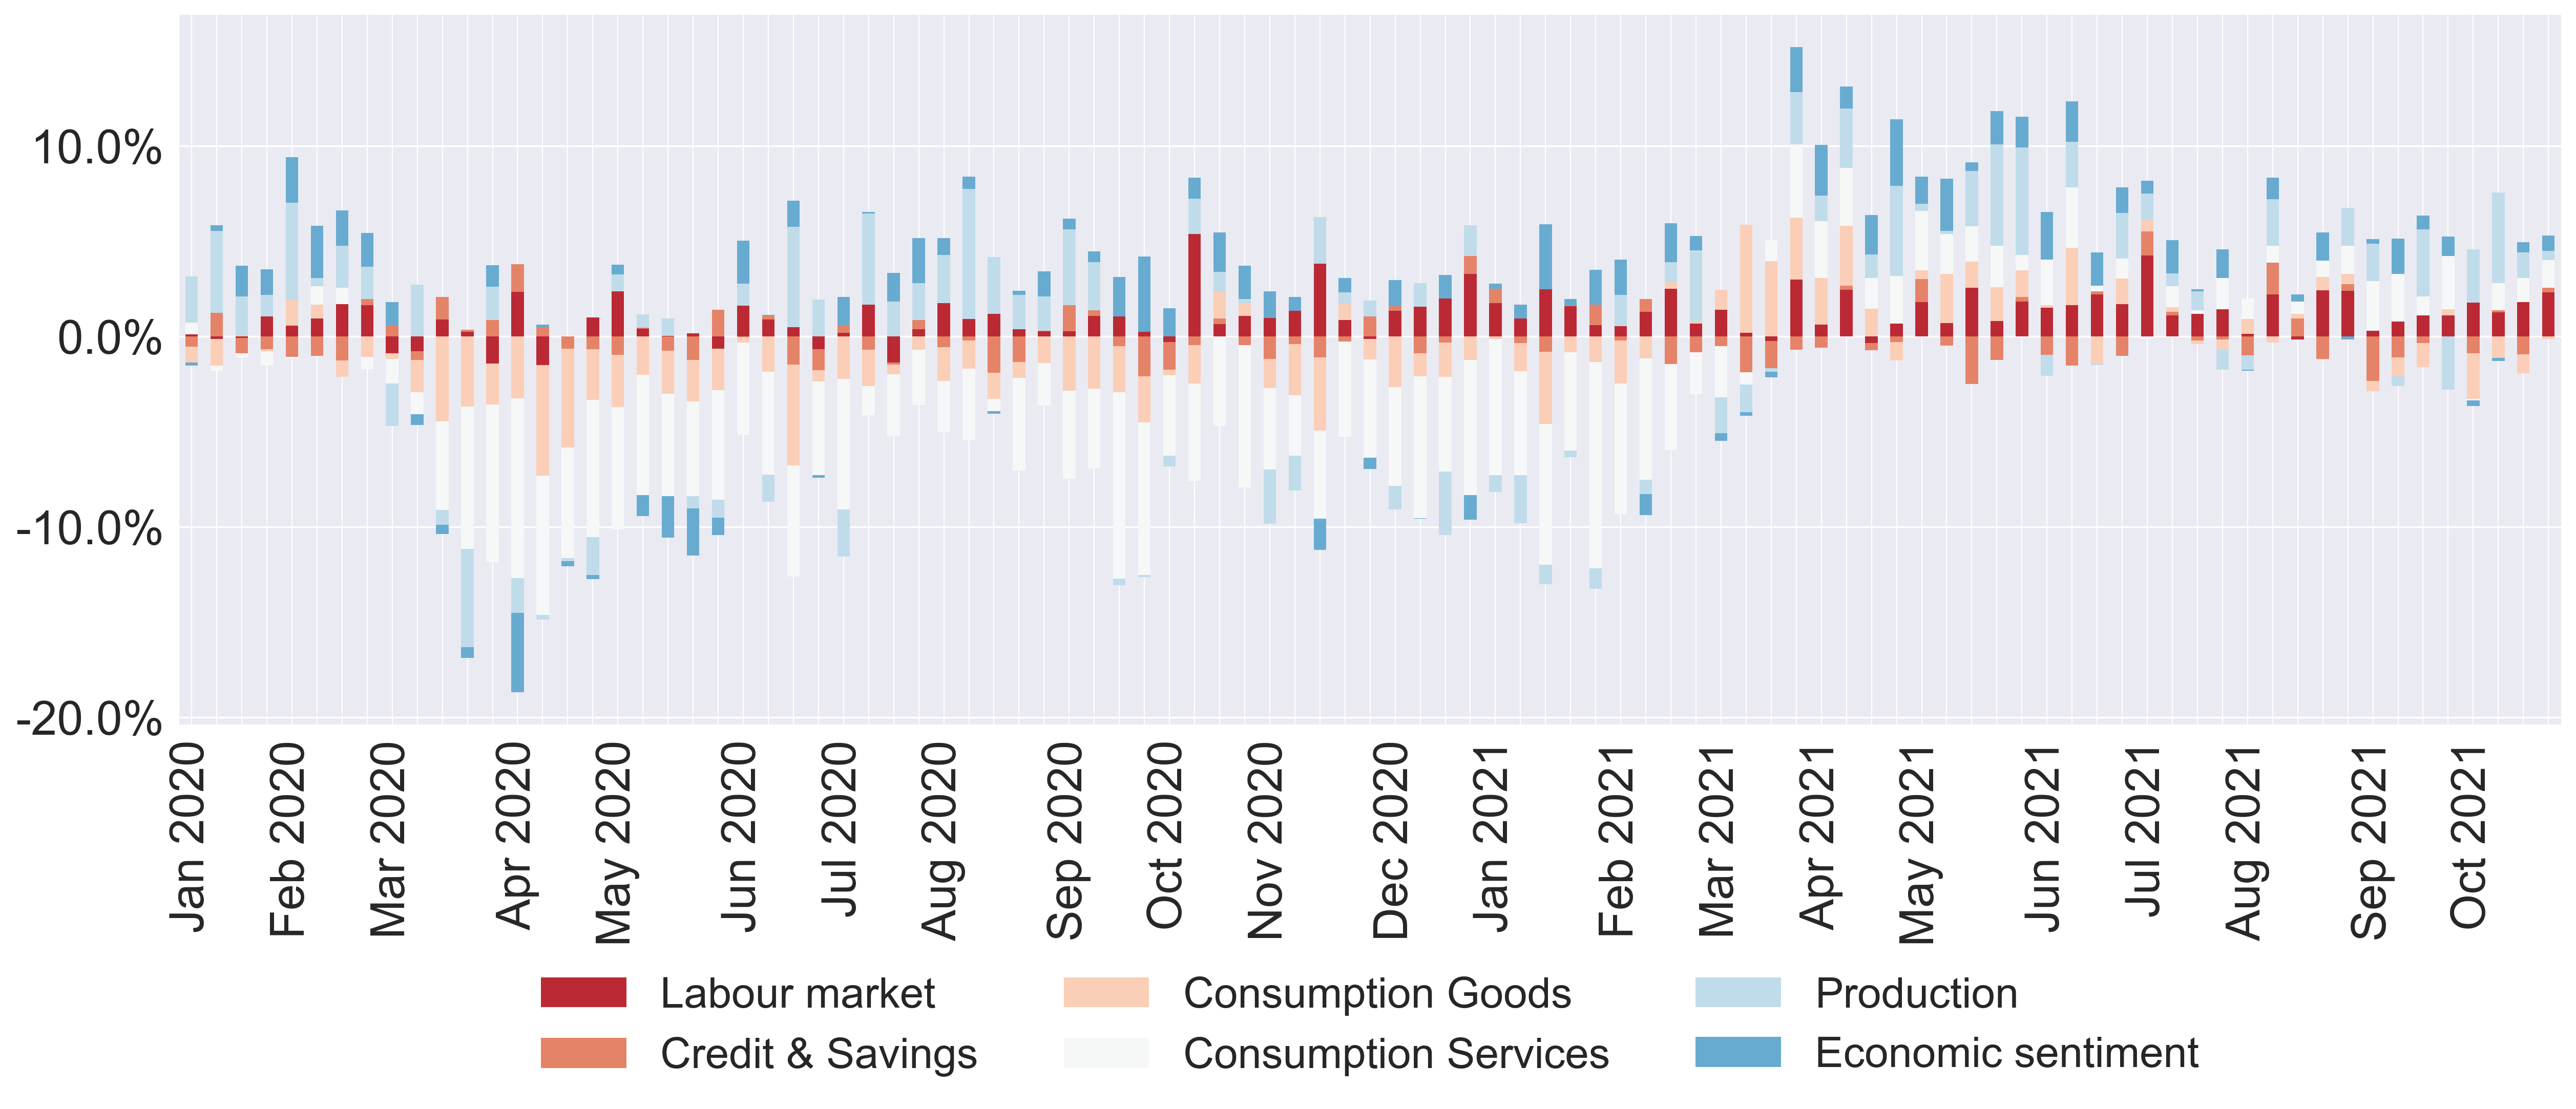 10.0%
0.0%
-10.0%
-20.0%
Jan 2020
Feb 2020
Mar 2020
Apr 2020
May 2020
Jun 2020
Jul 2020
Aug 2020
Sep 2020
Oct 2020
Nov 2020
Dec 2020
Jan 2021
Feb 2021
Mar 2021
Apr 2021
May 2021
Jun 2021
Jul 2021
Aug 2021
Sep 2021
Oct 2021
Labour market
Consumption Goods
Production
Credit & Savings
Consumption Services
Economic sentiment